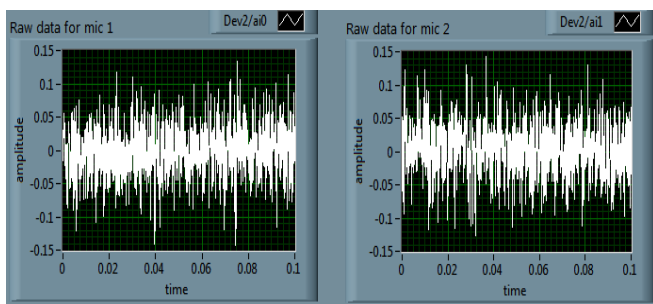 Raw data for mic 1
Dev2/ai0
0.15
0.1
0.05
0
-0.05
-0.1
-0.15
amplitude
0 0.02 0.04 0.06 0.08 0.1
time
Raw data for mic 2
Dev2/ai1
0.15
0.1
0.05
0
-0.05
-0.1
-0.15
amplitude
0 0.02 0.04 0.06 0.08 0.1
time